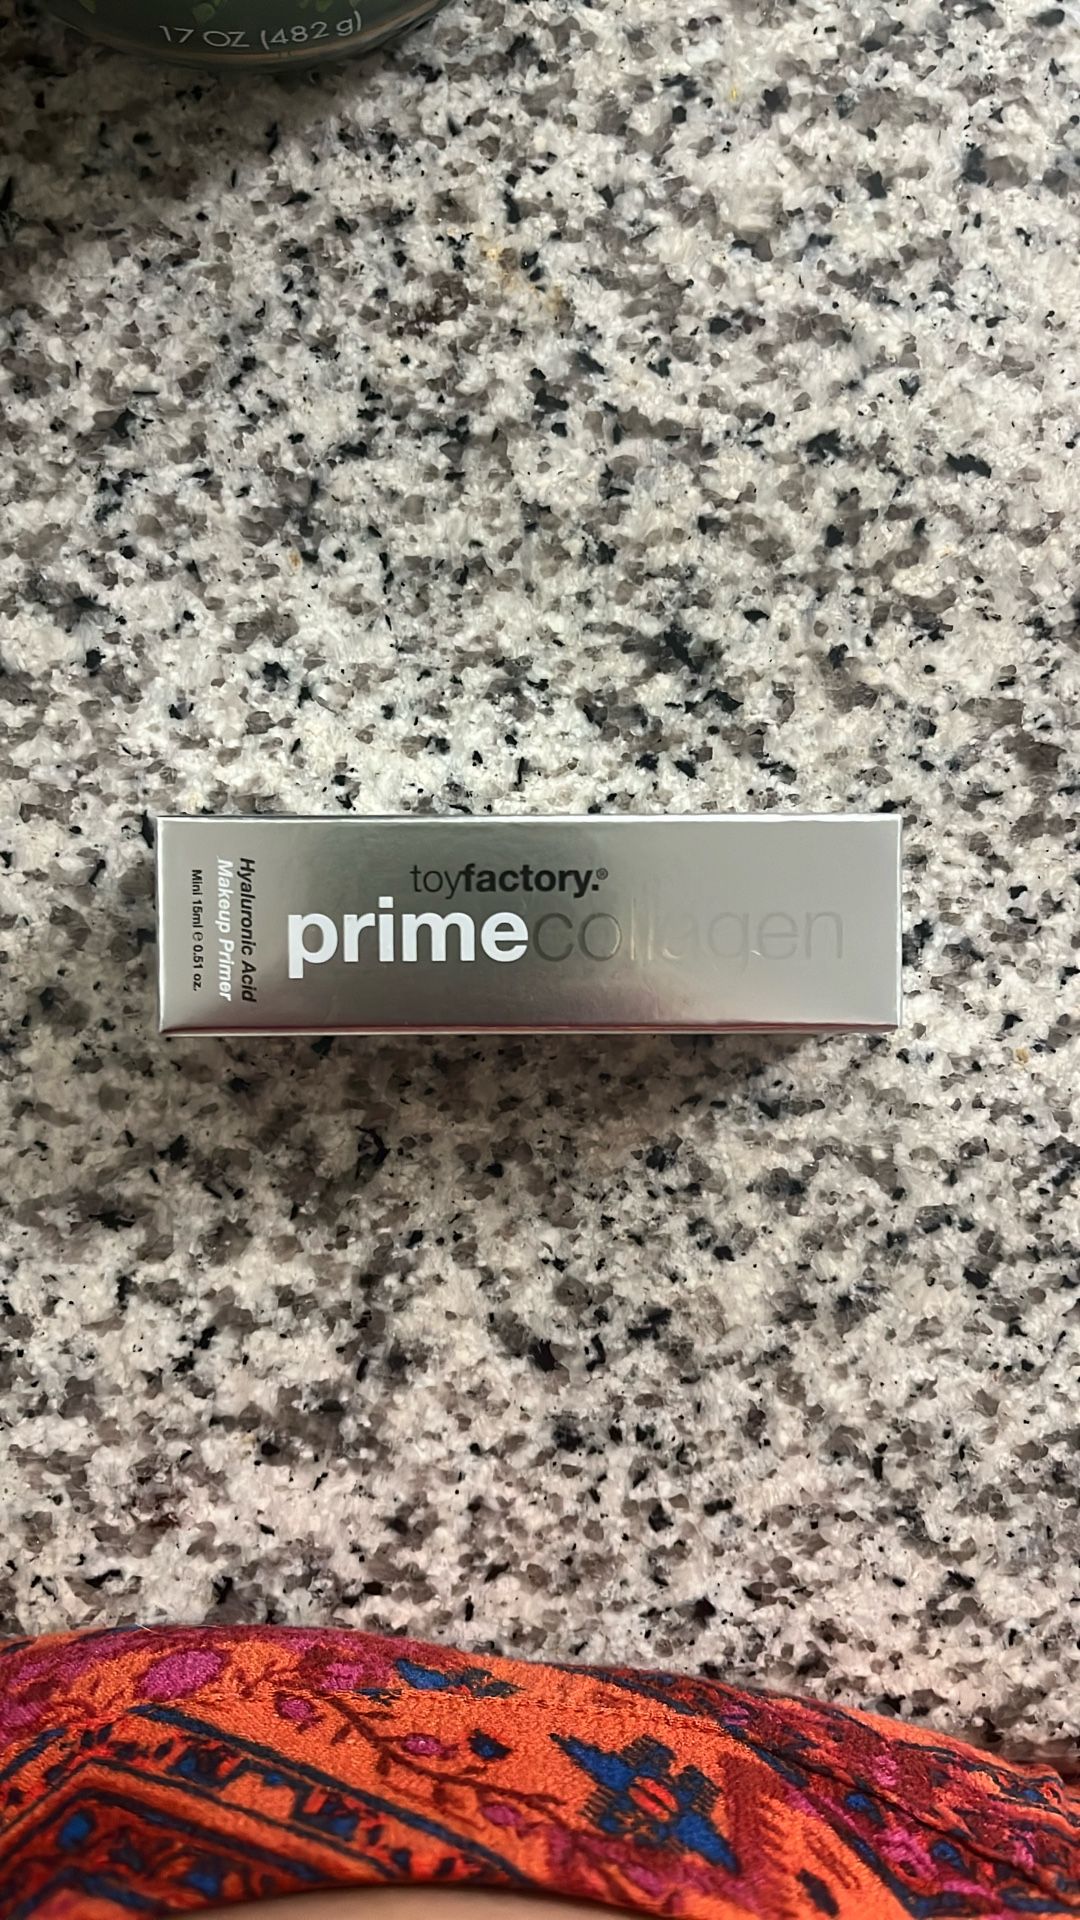 17 OZ (482 g)
toyfactory.®
primecollagen
Hyaluronic Acid
Makeup Primer
Mini 15ml ℮ 0.51 oz.